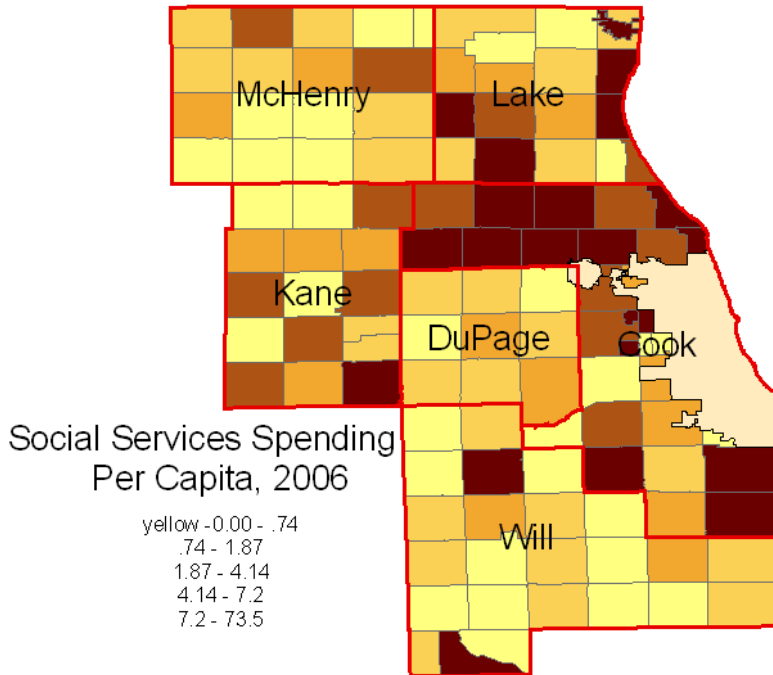 McHenry
Lake
Kane
DuPage
Cook
Social Services Spending
Per Capita, 2006
Will
yellow -0.00 - .74
.74 - 1.87
1.87 - 4.14
4.14 - 7.2
7.2 - 73.5